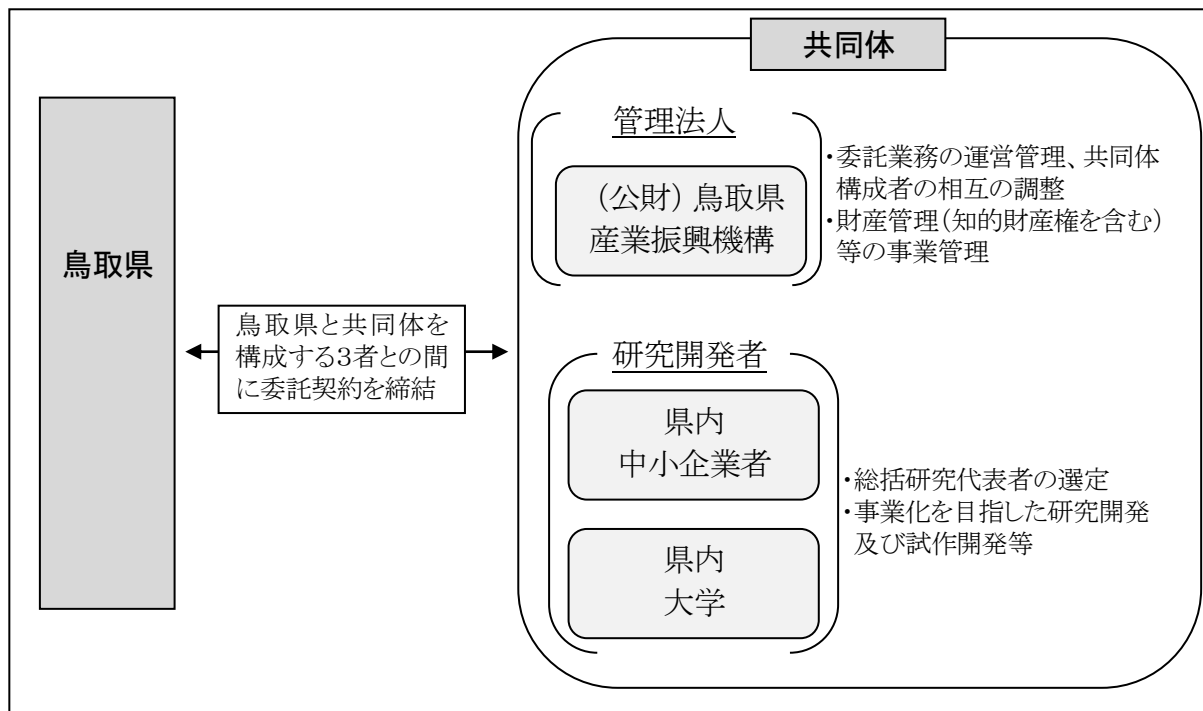 共同体
鳥取県
管理法人
(公財)鳥取県
産業振興機構
・委託業務の運営管理、共同体
構成者の相互の調整
・財産管理(知的財産権を含む)
等の事業管理
鳥取県と共同体を
構成する3者との間
に委託契約を締結
研究開発者
県内
中小企業者
県内
大学
・総括研究代表者の選定
・事業化を目指した研究開発
及び試作開発等